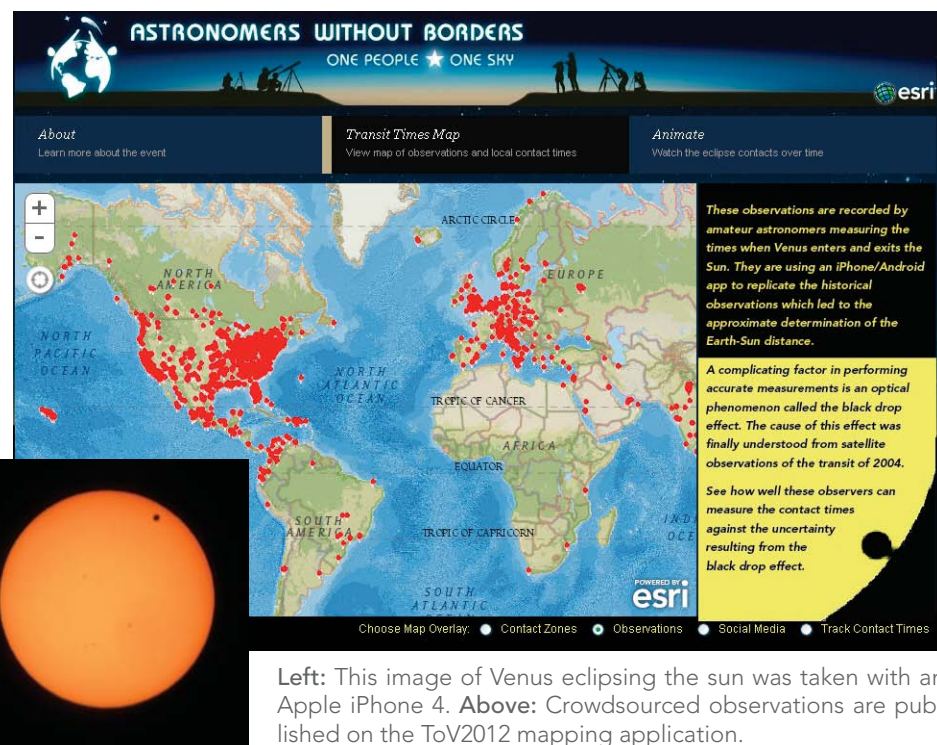 ASTRONOMERS WITHOUT BORDERS
ONE PEOPLE ★ ONE SKY
esri
About
Learn more about the event
Transit Times Map
View map of observations and local contact times
Animate
Watch the eclipse contacts over time
+
-
ARCTIC CIRCLE
NORTH
AMERICA
EUROPE
NORTH
PACIFIC
OCEAN
NORTH
ATLANTIC
OCEAN
TROPIC OF CANCER
AFRICA
EQUATOR
SOUTH
AMERICA
TROPIC OF CAPRICORN
SOUTH
ATLANTIC
POWERED BY
esri
These observations are recorded by
amateur astronomers measuring the
times when Venus enters and exits the
Sun. They are using an iPhone/Android
app to replicate the historical
observations which led to the
approximate determination of the
Earth-Sun distance.
A complicating factor in performing
accurate measurements is an optical
phenomenon called the black drop
effect. The cause of this effect was
finally understood from satellite
observations of the transit of 2004.
See how well these observers can
measure the contact times
against the uncertainty
resulting from the
black drop effect.
Choose Map Overlay: Contact Zones Observations Social Media Track Contact Times
Left: This image of Venus eclipsing the sun was taken with an
Apple iPhone 4. Above: Crowdsourced observations are pub-
lished on the ToV2012 mapping application.